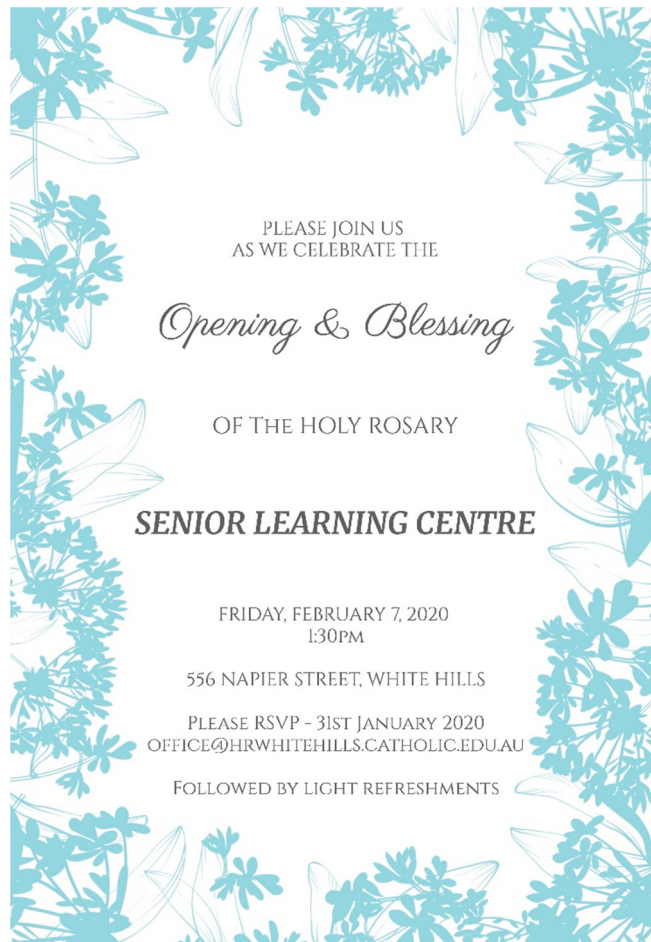 PLEASE JOIN US
AS WE CELEBRATE THE
Opening & Blessing
OF THE HOLY ROSARY
SENIOR LEARNING CENTRE
FRIDAY, FEBRUARY 7, 2020
1:30PM
556 NAPIER STREET, WHITE HILLS
PLEASE RSVP - 31ST JANUARY 2020
OFFICE@HRWHITEHILLS.CATHOLIC.EDU.AU
FOLLOWED BY LIGHT REFRESHMENTS